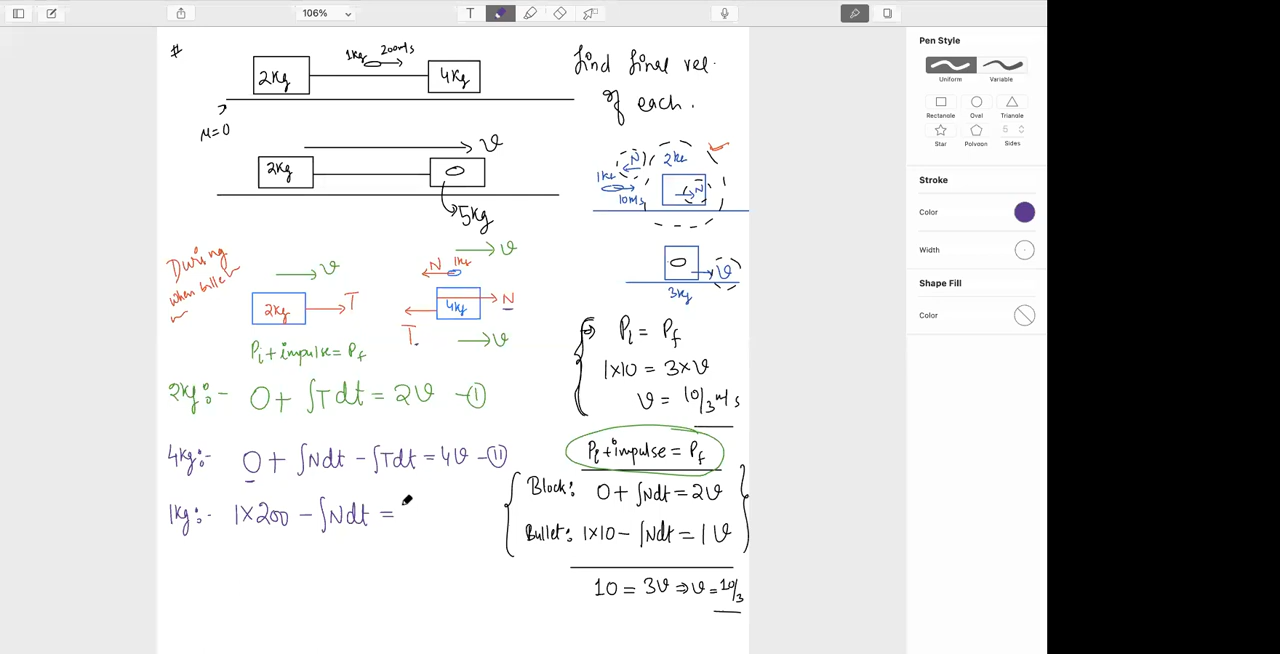 106%
T
#
2Kg
1Kg 200m/s
4Kg
μ=0
find final vel.
of each.
2Kg
v
5Kg
N
2Kg
1Kg
10m/s
N
v
3Kg
During
when bullet
v
2Kg
T
N 1Kg
v
4Kg
N
T
v
Pi + impulse = Pf
2Kg:- 0 + ∫Tdt = 2v - (I)
4Kg:- 0 + ∫Ndt - ∫Tdt = 4v - (II)
1Kg:- 1×200 - ∫Ndt =
Pi = Pf
1×10 = 3×v
v = 10/3 m/s
Pi + impulse = Pf
Block: 0 + ∫Ndt = 2v
Bullet: 1×10 - ∫Ndt = 1v
10 = 3v ⇒ v = 10/3
Pen Style
Uniform
Variable
Rectangle
Oval
Triangle
Star
Polygon
5
Sides
Stroke
Color
Width
Shape Fill
Color